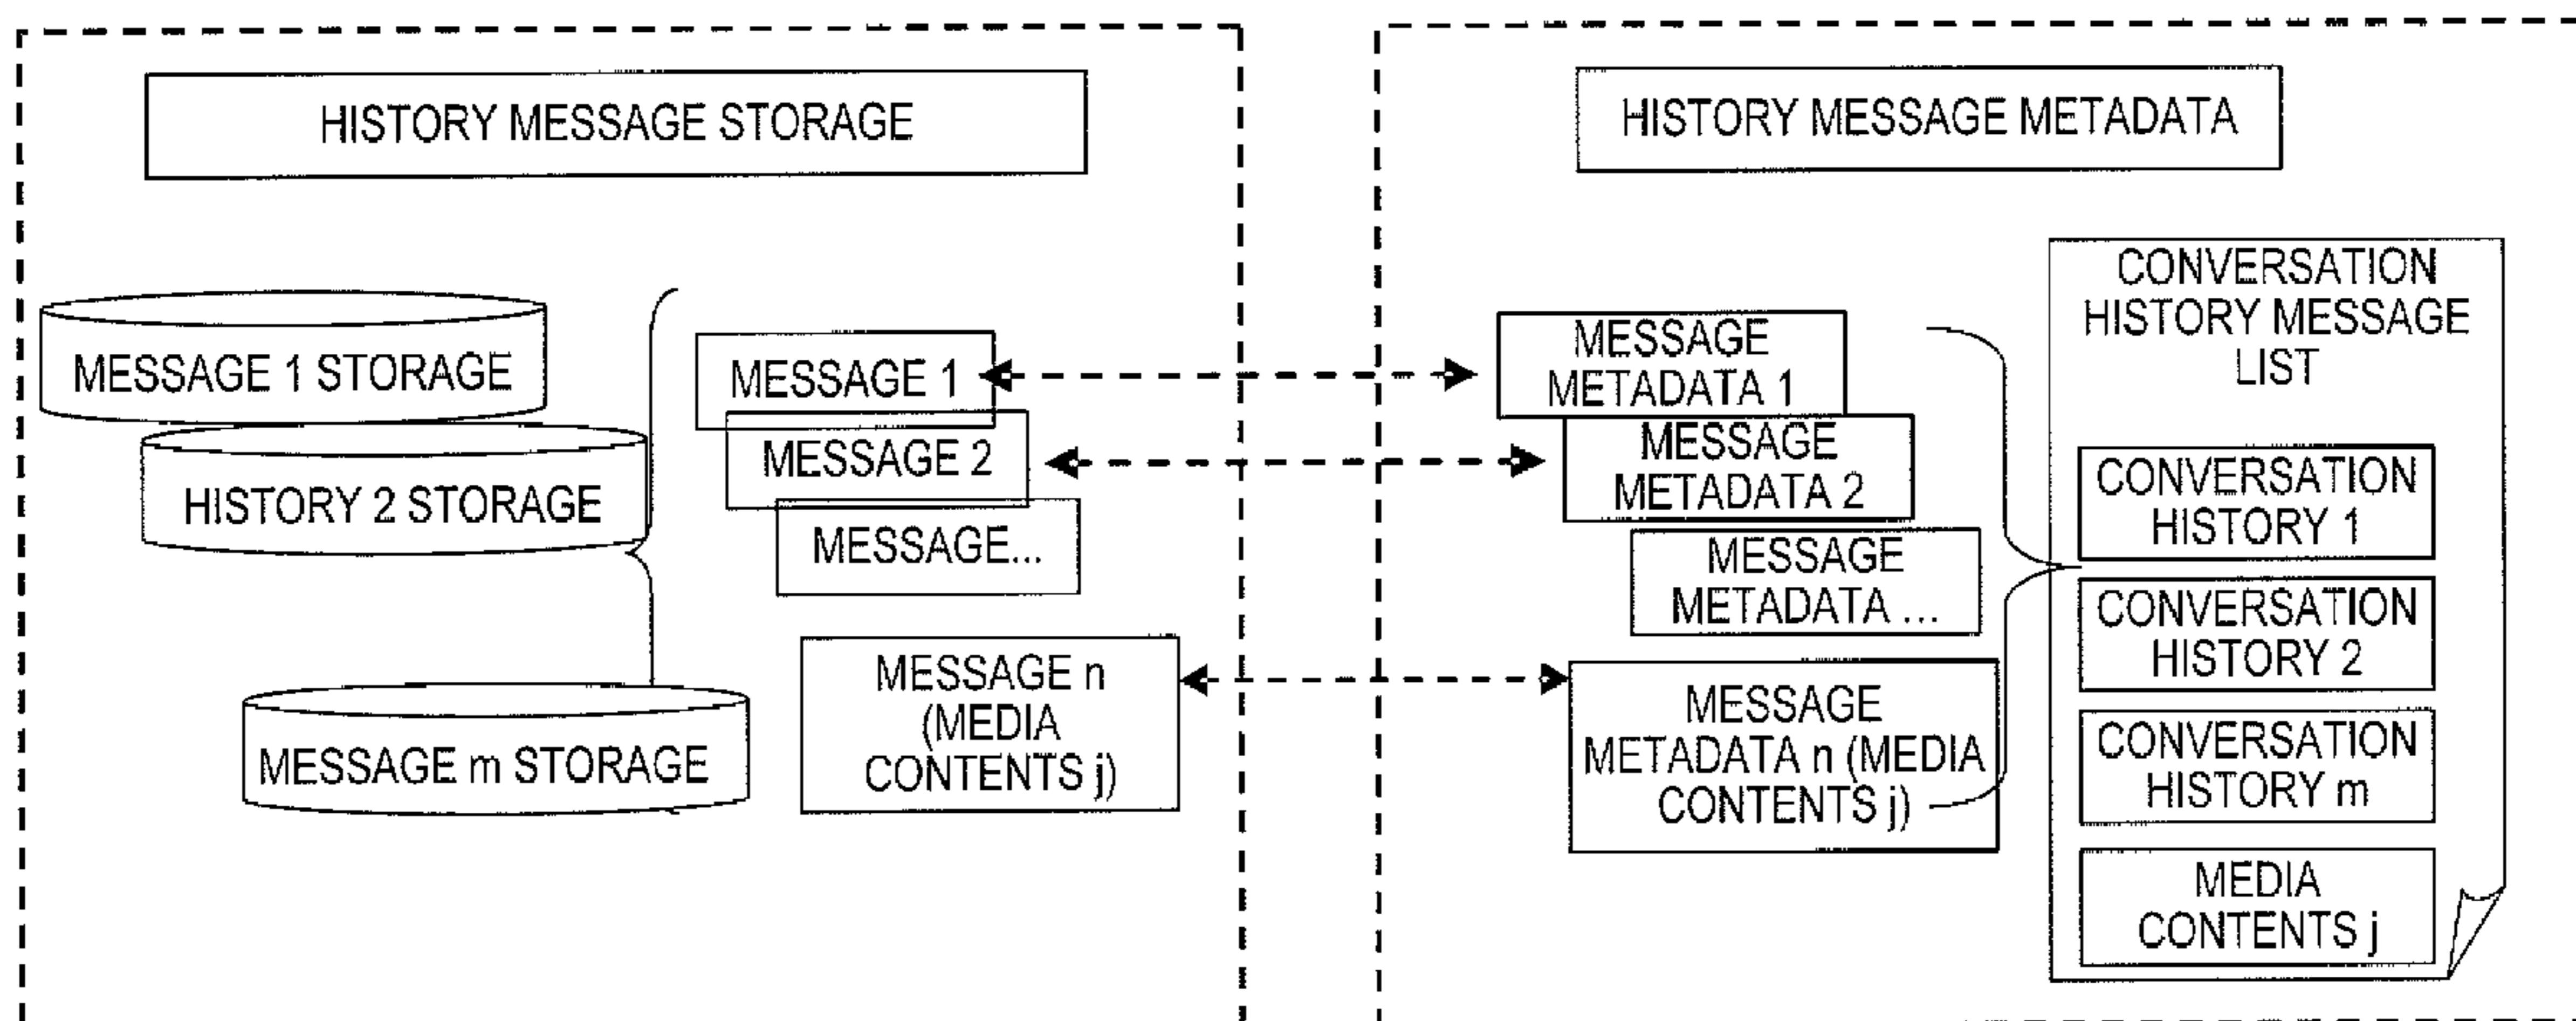 HISTORY MESSAGE STORAGE
MESSAGE 1 STORAGE
HISTORY 2 STORAGE
MESSAGE m STORAGE
MESSAGE 1
MESSAGE 2
MESSAGE...
MESSAGE n
(MEDIA
CONTENTS j)
HISTORY MESSAGE METADATA
MESSAGE
METADATA 1
MESSAGE
METADATA 2
MESSAGE
METADATA ...
MESSAGE
METADATA n (MEDIA
CONTENTS j)
CONVERSATION
HISTORY MESSAGE
LIST
CONVERSATION
HISTORY 1
CONVERSATION
HISTORY 2
CONVERSATION
HISTORY m
MEDIA
CONTENTS j